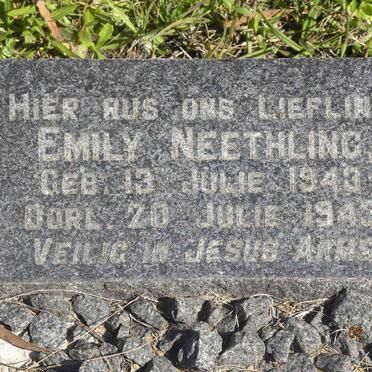 HIER RUS ONS LIEFLIN
EMILY NEETHLING
GEB. 13 JULIE 1943
OORL. 20 JULIE 194
VEILIG IN JESUS ARMS